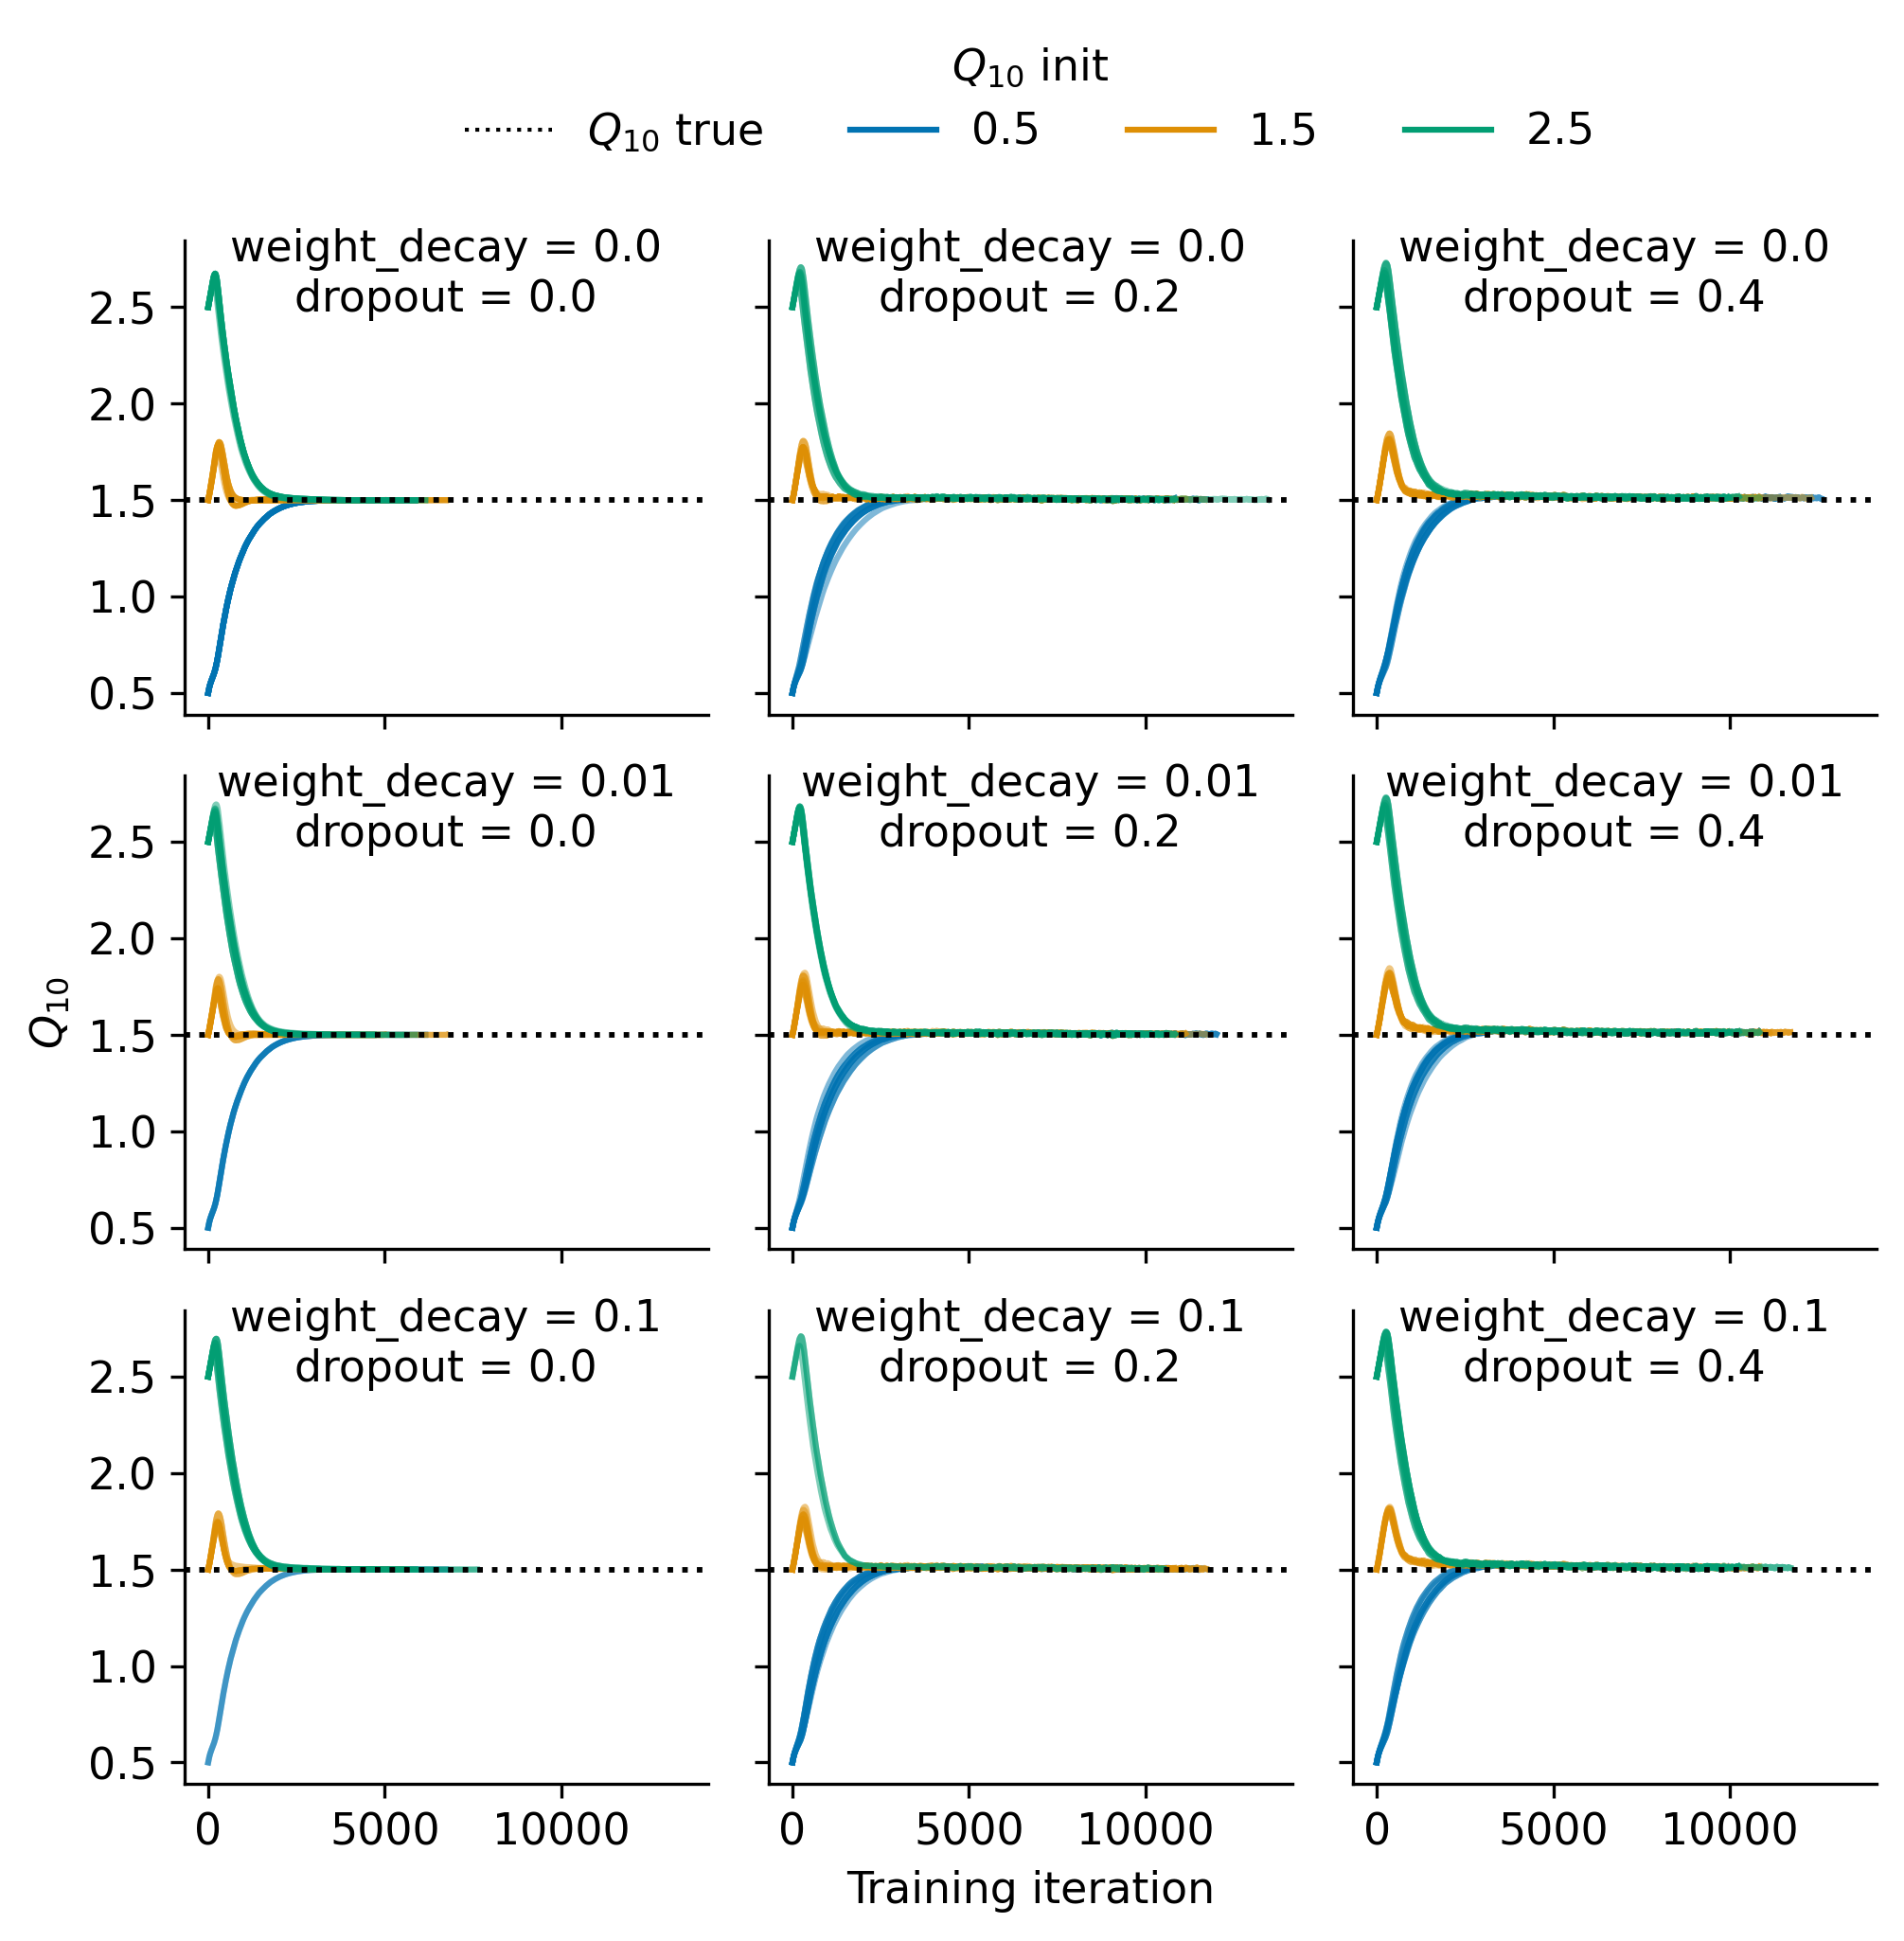 Q10 init
Q10 true 0.5 1.5 2.5
weight_decay = 0.0
dropout = 0.0
weight_decay = 0.0
dropout = 0.2
weight_decay = 0.0
dropout = 0.4
2.5
2.0
1.5
1.0
0.5
weight_decay = 0.01
dropout = 0.0
weight_decay = 0.01
dropout = 0.2
weight_decay = 0.01
dropout = 0.4
2.5
2.0
1.5
1.0
0.5
Q10
weight_decay = 0.1
dropout = 0.0
weight_decay = 0.1
dropout = 0.2
weight_decay = 0.1
dropout = 0.4
2.5
2.0
1.5
1.0
0.5
0 5000 10000
0 5000 10000
0 5000 10000
Training iteration